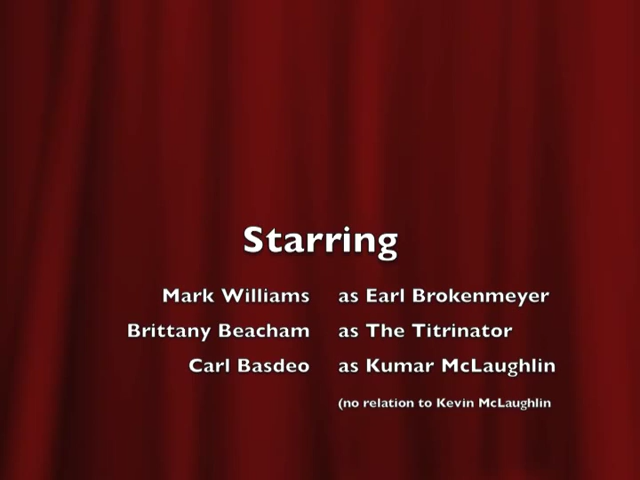 Starring
Mark Williams as Earl Brokenmeyer
Brittany Beacham as The Titrinator
Carl Basdeo as Kumar McLaughlin
(no relation to Kevin McLaughlin